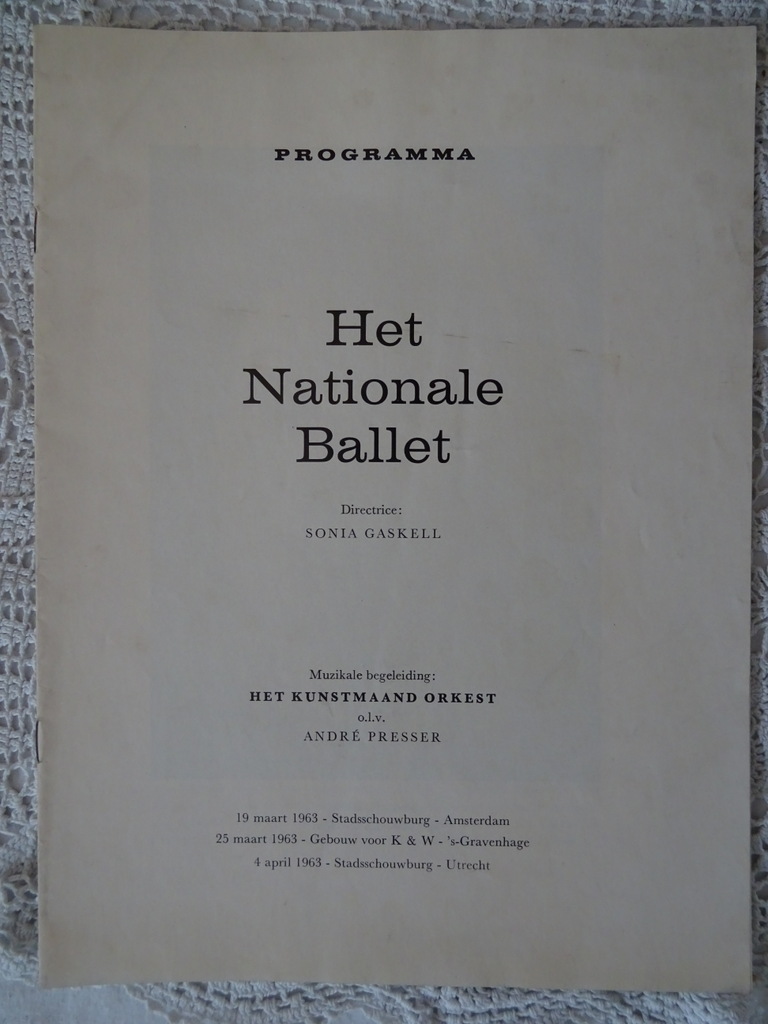 PROGRAMMA
Het
Nationale
Ballet
Directrice:
SONIA GASKELL
Muzikale begeleiding:
HET KUNSTMAAND ORKEST
o.l.v.
ANDRÉ PRESSER
19 maart 1963 - Stadsschouwburg - Amsterdam
25 maart 1963 - Gebouw voor K & W - 's-Gravenhage
4 april 1963 - Stadsschouwburg - Utrecht